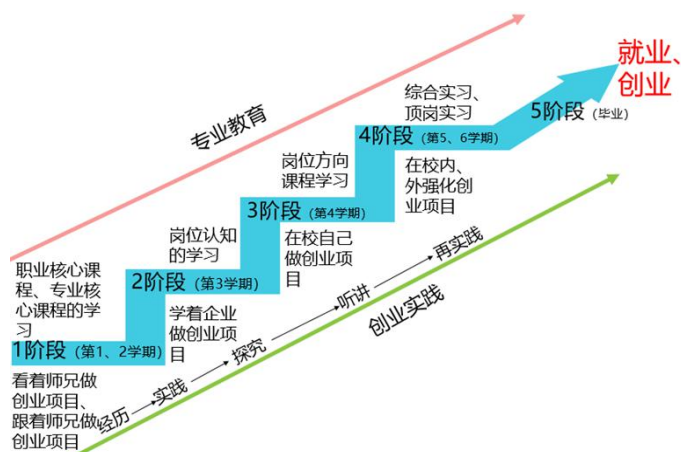 就业、
创业
专业教育
综合实习、
顶岗实习
5阶段（毕业）
4阶段（第5、6学期）
岗位方向
课程学习
在校内、
外强化创
业项目
3阶段（第4学期）
岗位认知
的学习
在校自己
做创业项
目
2阶段（第3学期）
职业核心课
程、专业核
心课程的学
习
学着企业
做创业项
目
1阶段（第1、2学期）
看着师兄做
创业项目、
跟着师兄做
创业项目
经历
实践
探究
听讲
再实践
创业实践